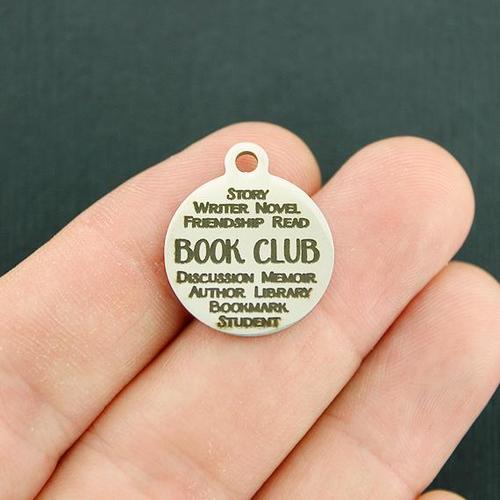 STORY
WRITER NOVEL
FRIENDSHIP READ
BOOK CLUB
DISCUSSION MEMOIR
AUTHOR LIBRARY
BOOKMARK
STUDENT